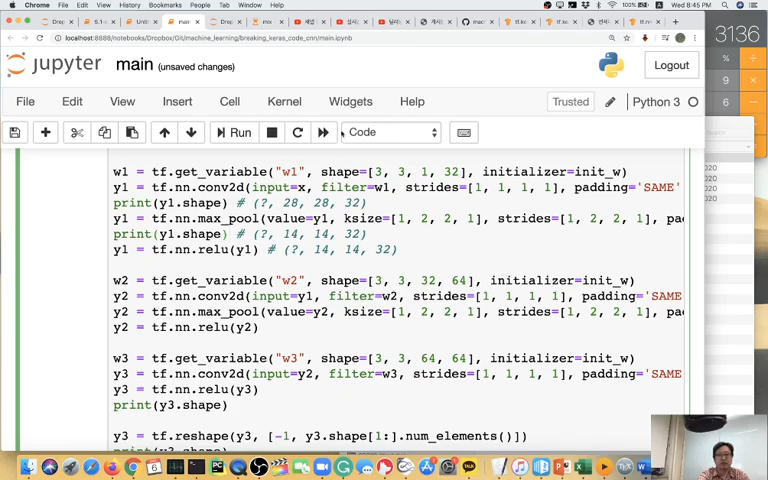 Chrome File Edit View History Bookmarks People Tab Window Help 100% Wed 8:45 PM
localhost:8888/notebooks/Dropbox/Git/machine_learning/breaking_keras_code_cnn/main.ipynb
3136
jupyter main (unsaved changes) Logout
File Edit View Insert Cell Kernel Widgets Help Trusted Python 3
Run Code
w1 = tf.get_variable("w1", shape=[3, 3, 1, 32], initializer=init_w)
y1 = tf.nn.conv2d(input=x, filter=w1, strides=[1, 1, 1, 1], padding='SAME'
print(y1.shape) # (?, 28, 28, 32)
y1 = tf.nn.max_pool(value=y1, ksize=[1, 2, 2, 1], strides=[1, 2, 2, 1], pad
print(y1.shape) # (?, 14, 14, 32)
y1 = tf.nn.relu(y1) # (?, 14, 14, 32)
w2 = tf.get_variable("w2", shape=[3, 3, 32, 64], initializer=init_w)
y2 = tf.nn.conv2d(input=y1, filter=w2, strides=[1, 1, 1, 1], padding='SAME
y2 = tf.nn.max_pool(value=y2, ksize=[1, 2, 2, 1], strides=[1, 2, 2, 1], pad
y2 = tf.nn.relu(y2)
w3 = tf.get_variable("w3", shape=[3, 3, 64, 64], initializer=init_w)
y3 = tf.nn.conv2d(input=y2, filter=w3, strides=[1, 1, 1, 1], padding='SAME
y3 = tf.nn.relu(y3)
print(y3.shape)
y3 = tf.reshape(y3, [-1, y3.shape[1:].num_elements()])